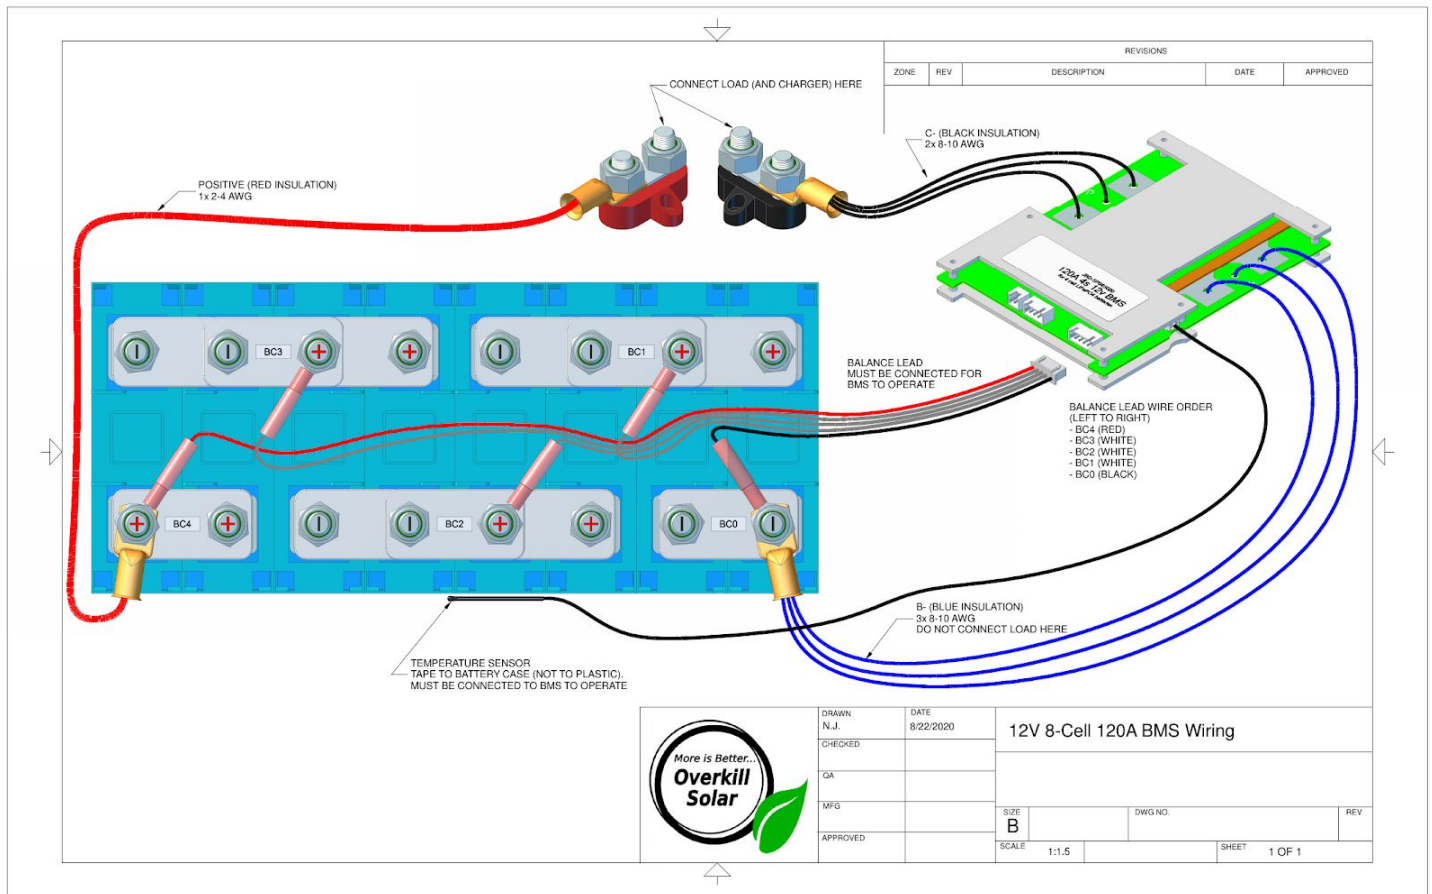 REVISIONS
ZONE REV DESCRIPTION DATE APPROVED
CONNECT LOAD (AND CHARGER) HERE
C- (BLACK INSULATION)
2x 8-10 AWG
POSITIVE (RED INSULATION)
1x 2-4 AWG
120A 4s 12v BMS
BC3
BC1
BALANCE LEAD
MUST BE CONNECTED FOR
BMS TO OPERATE
BALANCE LEAD WIRE ORDER
(LEFT TO RIGHT)
- BC4 (RED)
- BC3 (WHITE)
- BC2 (WHITE)
- BC1 (WHITE)
- BC0 (BLACK)
BC4
BC2
BC0
B- (BLUE INSULATION)
3x 8-10 AWG
DO NOT CONNECT LOAD HERE
TEMPERATURE SENSOR
TAPE TO BATTERY CASE (NOT TO PLASTIC).
MUST BE CONNECTED TO BMS TO OPERATE
More is Better...
Overkill
Solar
DRAWN
N.J.
DATE
8/22/2020
CHECKED
QA
MFG
APPROVED
12V 8-Cell 120A BMS Wiring
SIZE
B
DWG NO.
REV
SCALE
1:1.5
SHEET
1 OF 1